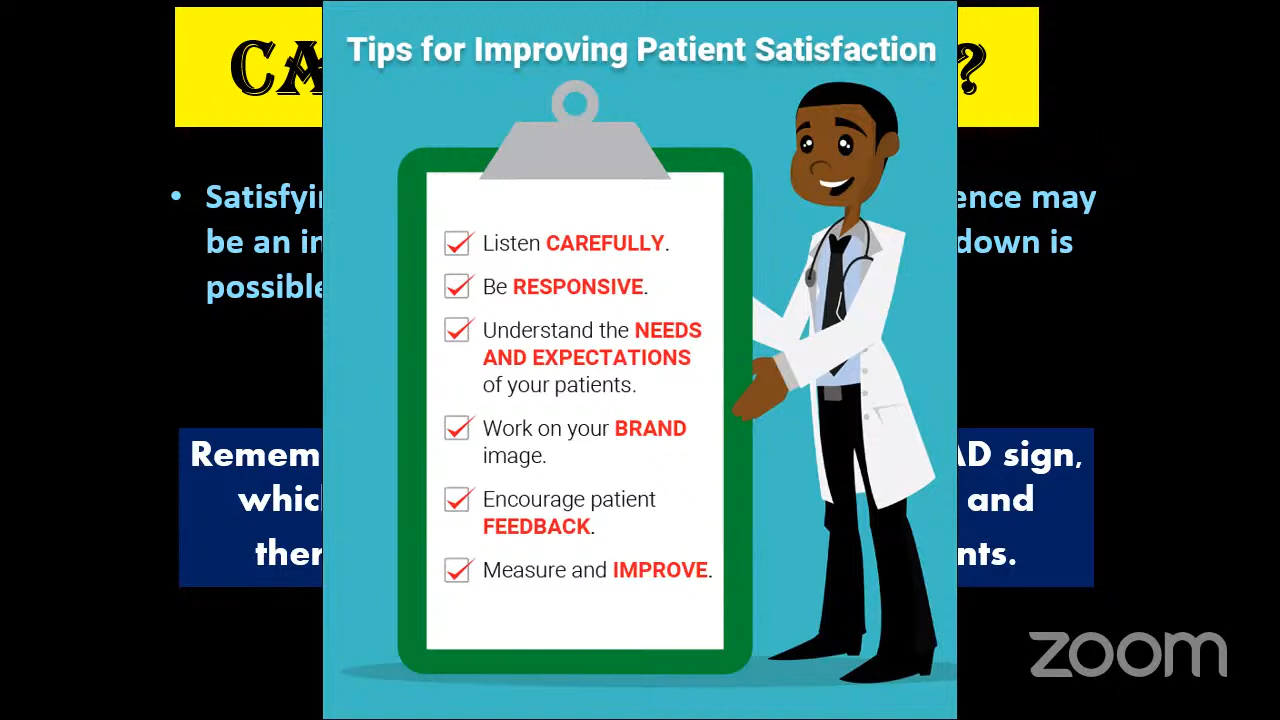 Tips for Improving Patient Satisfaction
CA ?
• Satisfyi ence may
be an i down is
possible
Listen CAREFULLY.
Be RESPONSIVE.
Understand the NEEDS
AND EXPECTATIONS
of your patients.
Work on your BRAND
image.
Encourage patient
FEEDBACK.
Measure and IMPROVE.
Remem AD sign,
which and
ther nts.
zoom